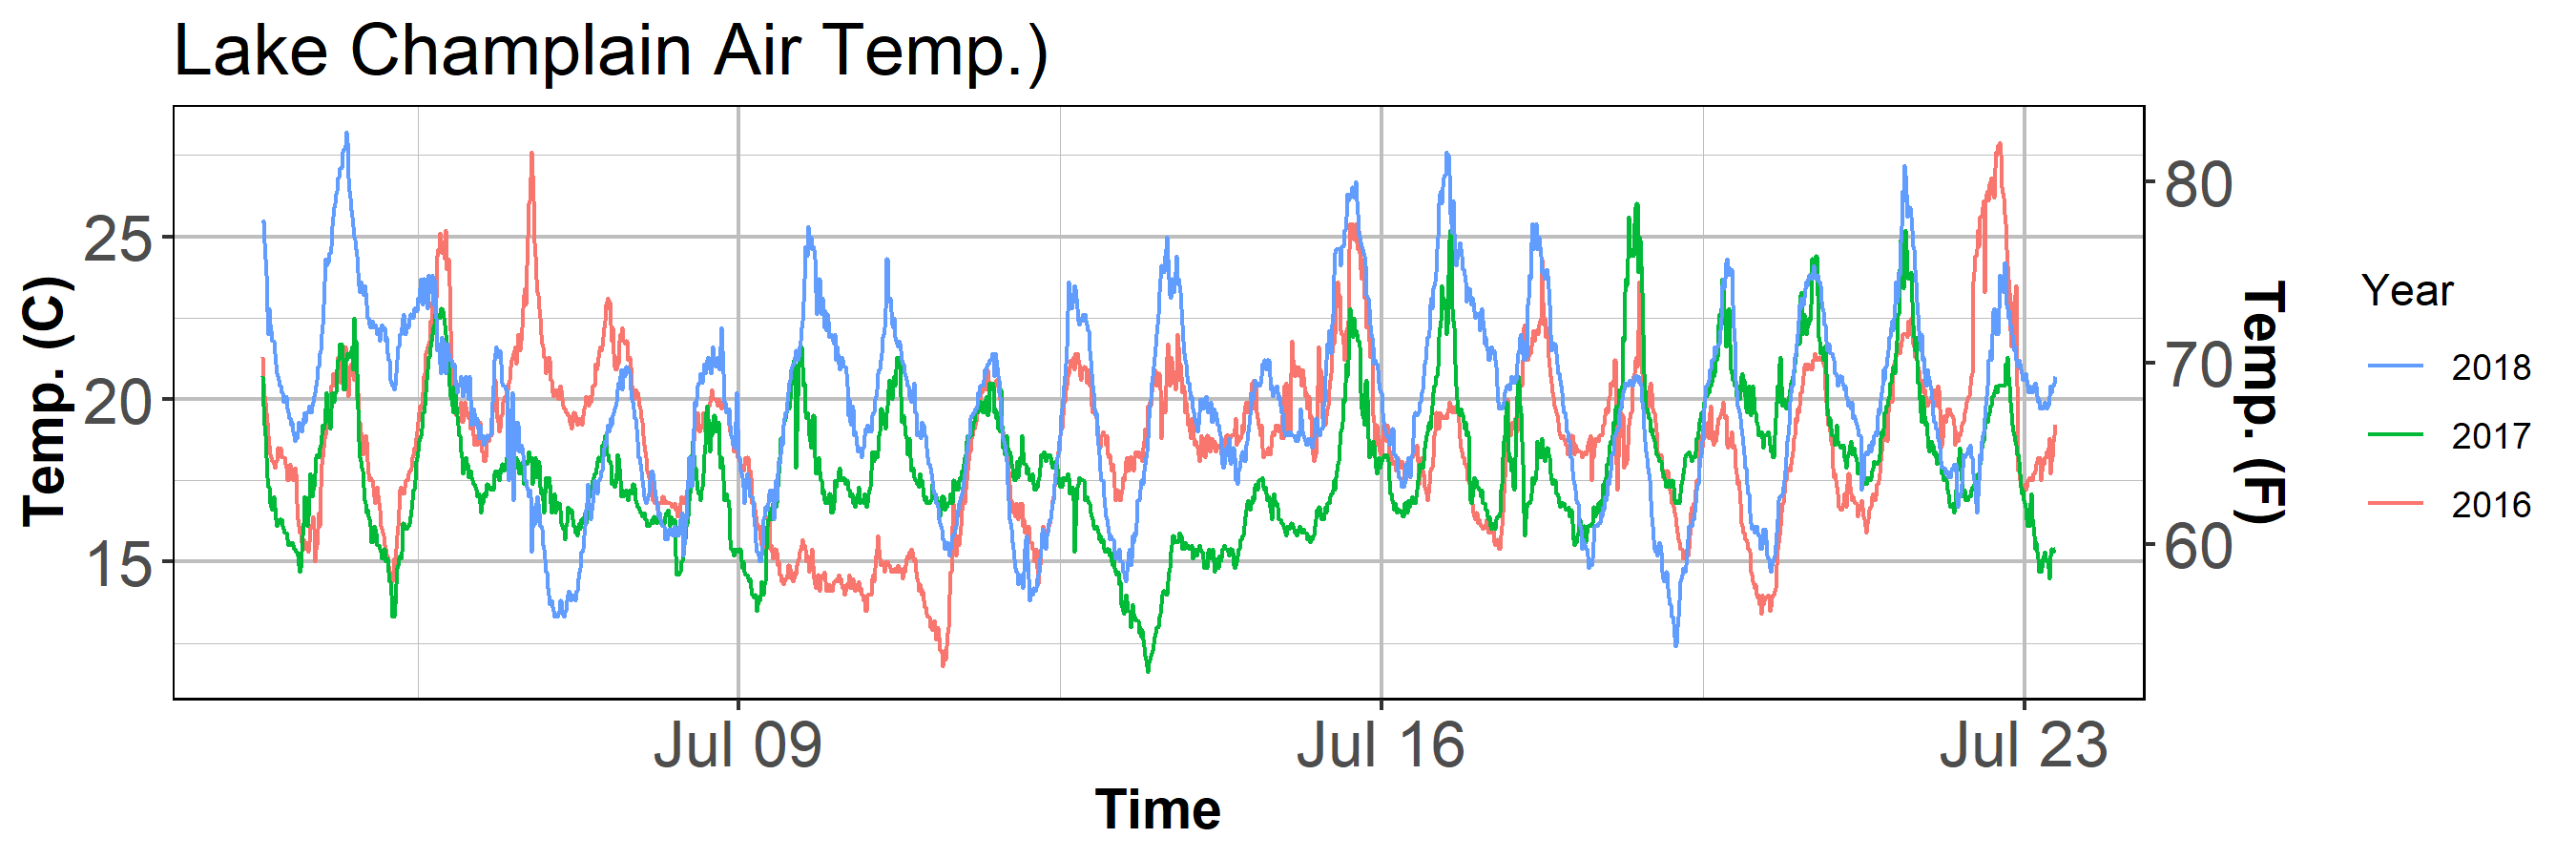 Lake Champlain Air Temp.)
Temp. (C)
25
20
15
80
70
60
Temp. (F)
Jul 09
Jul 16
Jul 23
Time
Year
2018
2017
2016